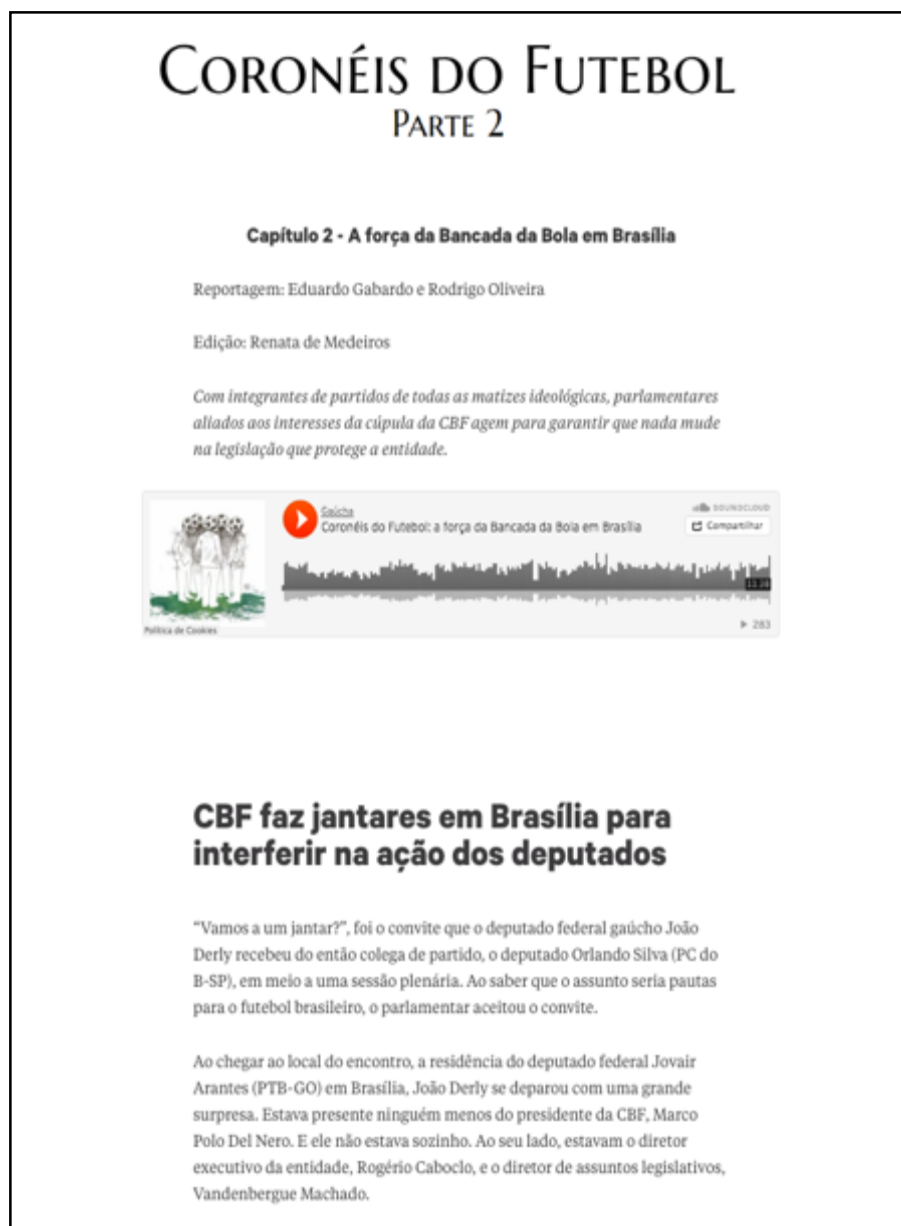 CORONÉIS DO FUTEBOL
PARTE 2
Capítulo 2 - A força da Bancada da Bola em Brasília
Reportagem: Eduardo Gabardo e Rodrigo Oliveira
Edição: Renata de Medeiros
Com integrantes de partidos de todas as matizes ideológicas, parlamentares
aliados aos interesses da cúpula da CBF agem para garantir que nada mude
na legislação que protege a entidade.
Gaúcha
SOUNDCLOUD
Coronéis do Futebol: a força da Bancada da Bola em Brasília
Compartilhar
Política de Cookies
283
CBF faz jantares em Brasília para
interferir na ação dos deputados
“Vamos a um jantar?”, foi o convite que o deputado federal gaúcho João
Derly recebeu do então colega de partido, o deputado Orlando Silva (PC do
B-SP), em meio a uma sessão plenária. Ao saber que o assunto seria pautas
para o futebol brasileiro, o parlamentar aceitou o convite.
Ao chegar ao local do encontro, a residência do deputado federal Jovair
Arantes (PTB-GO) em Brasília, João Derly se deparou com uma grande
surpresa. Estava presente ninguém menos do presidente da CBF, Marco
Polo Del Nero. E ele não estava sozinho. Ao seu lado, estavam o diretor
executivo da entidade, Rogério Caboclo, e o diretor de assuntos legislativos,
Vandenbergue Machado.